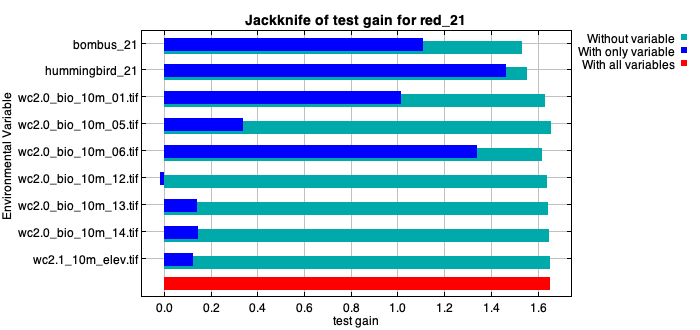 Jackknife of test gain for red_21
Without variable
With only variable
With all variables
Environmental Variable
bombus_21
hummingbird_21
wc2.0_bio_10m_01.tif
wc2.0_bio_10m_05.tif
wc2.0_bio_10m_06.tif
wc2.0_bio_10m_12.tif
wc2.0_bio_10m_13.tif
wc2.0_bio_10m_14.tif
wc2.1_10m_elev.tif
0.0 0.2 0.4 0.6 0.8 1.0 1.2 1.4 1.6
test gain